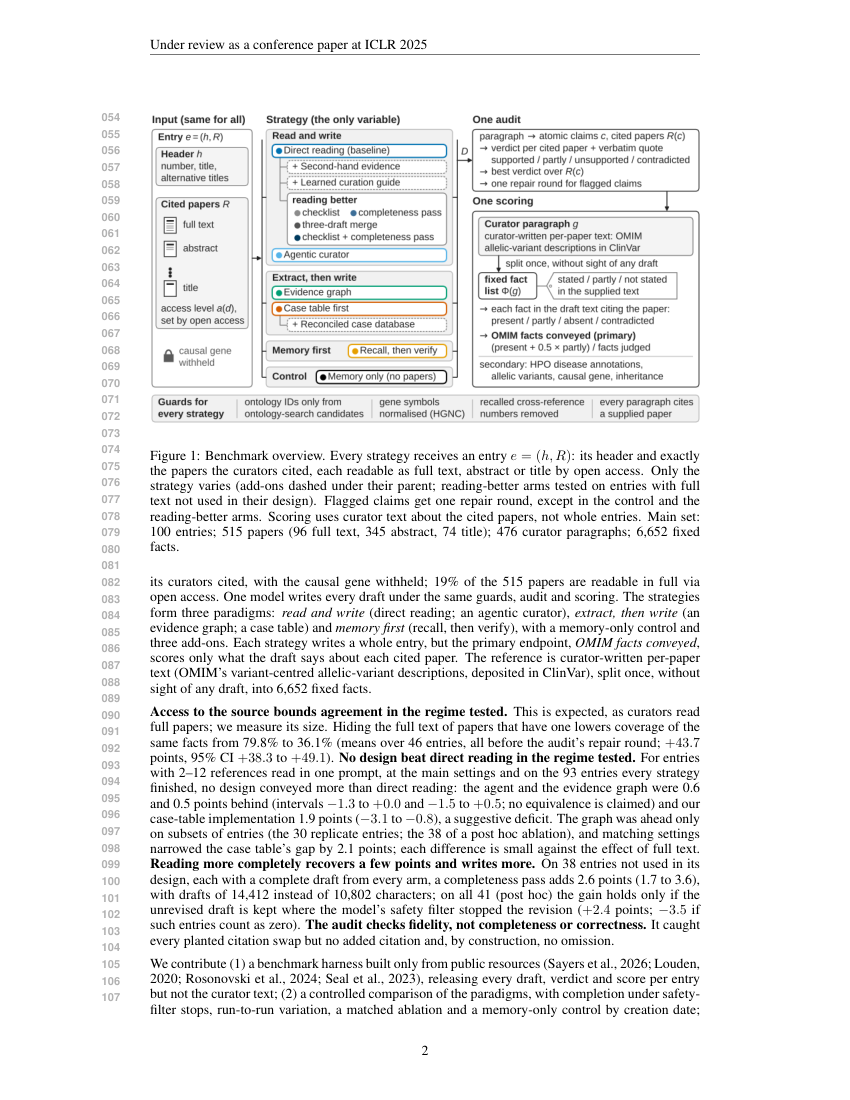 Under review as a conference paper at ICLR 2025
054
055
056
057
058
059
060
061
062
063
064
065
066
067
068
069
070
071
072
073
074
075
076
077
078
079
080
081
082
083
084
085
086
087
088
089
090
091
092
093
094
095
096
097
098
099
100
101
102
103
104
105
106
107
Input (same for all)
Entry e = (h, R)
Header h
number, title,
alternative titles
Cited papers R
full text
abstract
title
access level a(d),
set by open access
causal gene
withheld
Strategy (the only variable)
Read and write
Direct reading (baseline)
+ Second-hand evidence
+ Learned curation guide
reading better
checklist completeness pass
three-draft merge
checklist + completeness pass
Agentic curator
Extract, then write
Evidence graph
Case table first
+ Reconciled case database
Memory first Recall, then verify
Control Memory only (no papers)
D
One audit
paragraph → atomic claims c, cited papers R(c)
→ verdict per cited paper + verbatim quote
supported / partly / unsupported / contradicted
→ best verdict over R(c)
→ one repair round for flagged claims
One scoring
Curator paragraph g
curator-written per-paper text: OMIM
allelic-variant descriptions in ClinVar
split once, without sight of any draft
fixed fact
list Φ(g)
stated / partly / not stated
in the supplied text
→ each fact in the draft text citing the paper:
present / partly / absent / contradicted
→ OMIM facts conveyed (primary)
(present + 0.5 × partly) / facts judged
secondary: HPO disease annotations,
allelic variants, causal gene, inheritance
Guards for
every strategy
ontology IDs only from
ontology-search candidates
gene symbols
normalised (HGNC)
recalled cross-reference
numbers removed
every paragraph cites
a supplied paper
Figure 1: Benchmark overview. Every strategy receives an entry e = (h, R): its header and exactly
the papers the curators cited, each readable as full text, abstract or title by open access. Only the
strategy varies (add-ons dashed under their parent; reading-better arms tested on entries with full
text not used in their design). Flagged claims get one repair round, except in the control and the
reading-better arms. Scoring uses curator text about the cited papers, not whole entries. Main set:
100 entries; 515 papers (96 full text, 345 abstract, 74 title); 476 curator paragraphs; 6,652 fixed
facts.
its curators cited, with the causal gene withheld; 19% of the 515 papers are readable in full via
open access. One model writes every draft under the same guards, audit and scoring. The strategies
form three paradigms: read and write (direct reading; an agentic curator), extract, then write (an
evidence graph; a case table) and memory first (recall, then verify), with a memory-only control and
three add-ons. Each strategy writes a whole entry, but the primary endpoint, OMIM facts conveyed,
scores only what the draft says about each cited paper. The reference is curator-written per-paper
text (OMIM's variant-centred allelic-variant descriptions, deposited in ClinVar), split once, without
sight of any draft, into 6,652 fixed facts.
Access to the source bounds agreement in the regime tested. This is expected, as curators read
full papers; we measure its size. Hiding the full text of papers that have one lowers coverage of the
same facts from 79.8% to 36.1% (means over 46 entries, all before the audit's repair round; +43.7
points, 95% CI +38.3 to +49.1). No design beat direct reading in the regime tested. For entries
with 2–12 references read in one prompt, at the main settings and on the 93 entries every strategy
finished, no design conveyed more than direct reading: the agent and the evidence graph were 0.6
and 0.5 points behind (intervals −1.3 to +0.0 and −1.5 to +0.5; no equivalence is claimed) and our
case-table implementation 1.9 points (−3.1 to −0.8), a suggestive deficit. The graph was ahead only
on subsets of entries (the 30 replicate entries; the 38 of a post hoc ablation), and matching settings
narrowed the case table's gap by 2.1 points; each difference is small against the effect of full text.
Reading more completely recovers a few points and writes more. On 38 entries not used in its
design, each with a complete draft from every arm, a completeness pass adds 2.6 points (1.7 to 3.6),
with drafts of 14,412 instead of 10,802 characters; on all 41 (post hoc) the gain holds only if the
unrevised draft is kept where the model's safety filter stopped the revision (+2.4 points; −3.5 if
such entries count as zero). The audit checks fidelity, not completeness or correctness. It caught
every planted citation swap but no added citation and, by construction, no omission.
We contribute (1) a benchmark harness built only from public resources (Sayers et al., 2026; Louden,
2020; Rosonovski et al., 2024; Seal et al., 2023), releasing every draft, verdict and score per entry
but not the curator text; (2) a controlled comparison of the paradigms, with completion under safety-
filter stops, run-to-run variation, a matched ablation and a memory-only control by creation date;
2